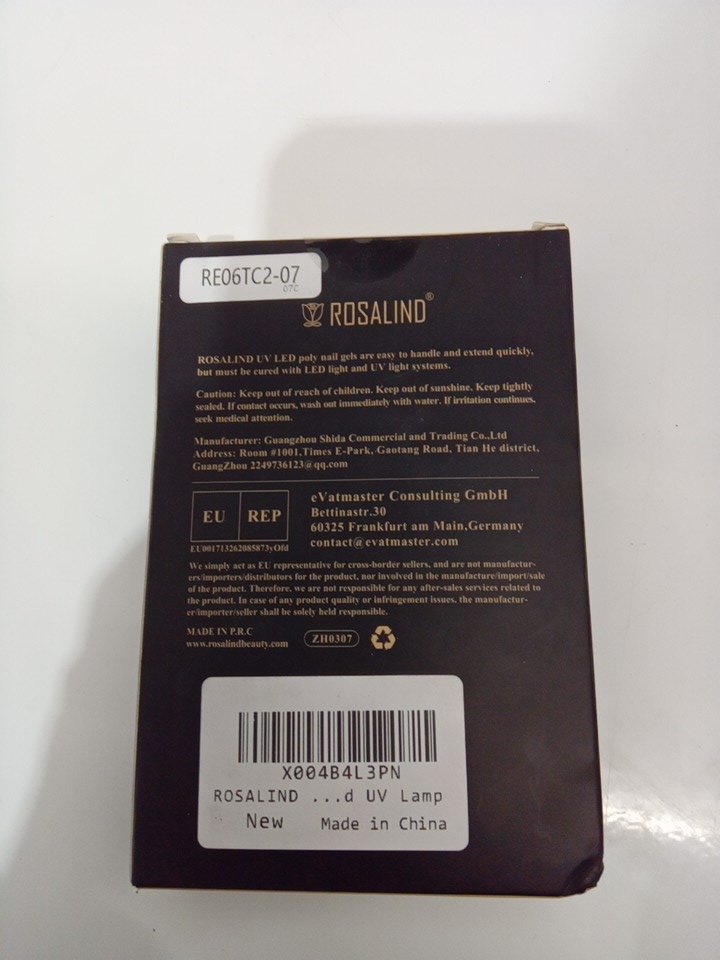 RE06TC2-07
07C
ROSALIND®
ROSALIND UV LED poly nail gels are easy to handle and extend quickly,
but must be cured with LED light and UV light systems.
Caution: Keep out of reach of children. Keep out of sunshine. Keep tightly
sealed. If contact occurs, wash out immediately with water. If irritation continues,
seek medical attention.
Manufacturer: Guangzhou Shida Commercial and Trading Co.,Ltd
Address: Room #1001,Times E-Park, Gaotang Road, Tian He district,
GuangZhou 2249736123@qq.com
EU REP
EU001713262085873yOfd
eVatmaster Consulting GmbH
Bettinastr.30
60325 Frankfurt am Main,Germany
contact@evatmaster.com
We simply act as EU representative for cross-border sellers, and are not manufactur-
ers/importers/distributors for the product, nor involved in the manufacture/import/sale
of the product. Therefore, we are not responsible for any after-sales services related to
the product. In case of any product quality or infringement issues, the manufactur-
er/importer/seller shall be solely held responsible.
MADE IN P.R.C
www.rosalindbeauty.com
ZH0307
X004B4L3PN
ROSALIND ...d UV Lamp
New Made in China